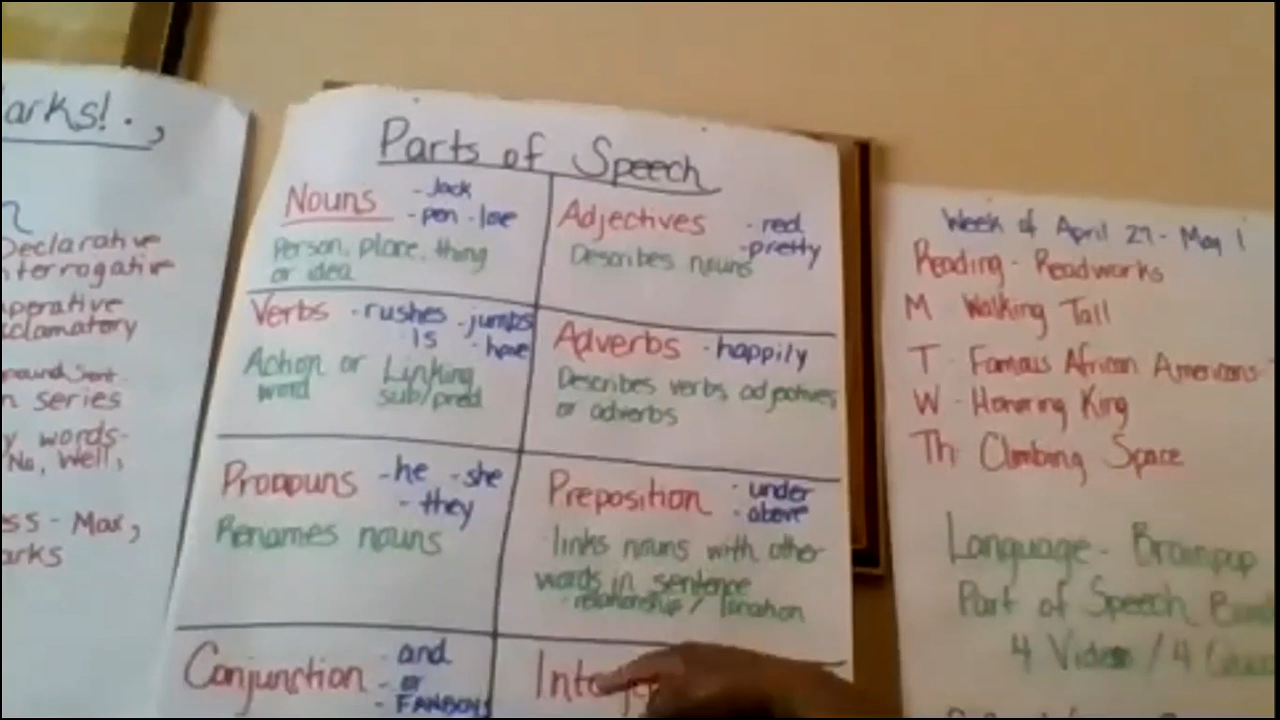 arks! . ,
Declarative
nterrogative
perative
clamatory
n series
y words-
No, Well,
ess - Max,
arks
Parts of Speech
Nouns - Jack
- pen - love
Person, place, thing
or idea
Adjectives - red
- pretty
Describes nouns
Verbs - rushes - jumps
is - have
Action or Linking
word sub/pred
Adverbs - happily
Describes verbs, adjectives
or adverbs
Pronouns - he - she
- they
Renames nouns
Preposition - under
- above
links nouns with other
words in sentence
- relationship / location
Conjunction - and
- or
- FANBOYS
Week of April 27 - May 1
Reading - Readworks
M Walking Tall
T - Famous African Americans
W - Honoring King
Th Climbing Space
Language - Brainpop
Part of Speech
4 Videos / 4